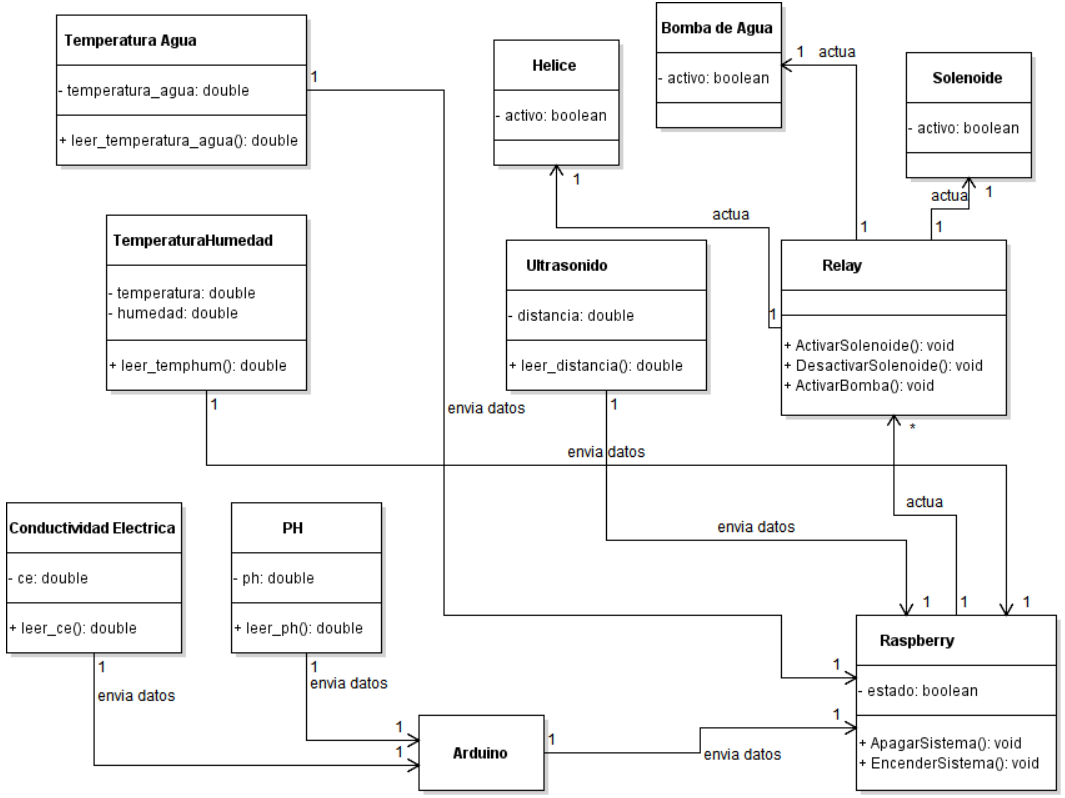 Temperatura Agua
- temperatura_agua: double
+ leer_temperatura_agua(): double
1
Helice
- activo: boolean
1
Bomba de Agua
- activo: boolean
1 actua
Solenoide
- activo: boolean
actua
1
actua
1
1
1
TemperaturaHumedad
- temperatura: double
- humedad: double
+ leer_temphum(): double
1
Ultrasonido
- distancia: double
+ leer_distancia(): double
1
Relay
+ ActivarSolenoide(): void
+ DesactivarSolenoide(): void
+ ActivarBomba(): void
*
envia datos
envia datos
envia datos
actua
Conductividad Electrica
- ce: double
+ leer_ce(): double
1
envia datos
PH
- ph: double
+ leer_ph(): double
1
envia datos
1
1
Arduino
1
envia datos
1
1
1
1
1
Raspberry
- estado: boolean
+ ApagarSistema(): void
+ EncenderSistema(): void